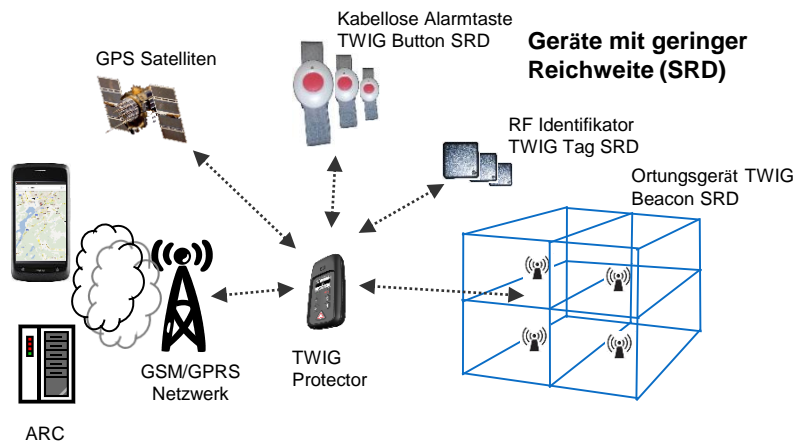 Kabellose Alarmtaste
TWIG Button SRD
Geräte mit geringer
Reichweite (SRD)
GPS Satelliten
RF Identifikator
TWIG Tag SRD
Ortungsgerät TWIG
Beacon SRD
TWIG
Protector
GSM/GPRS
Netzwerk
ARC